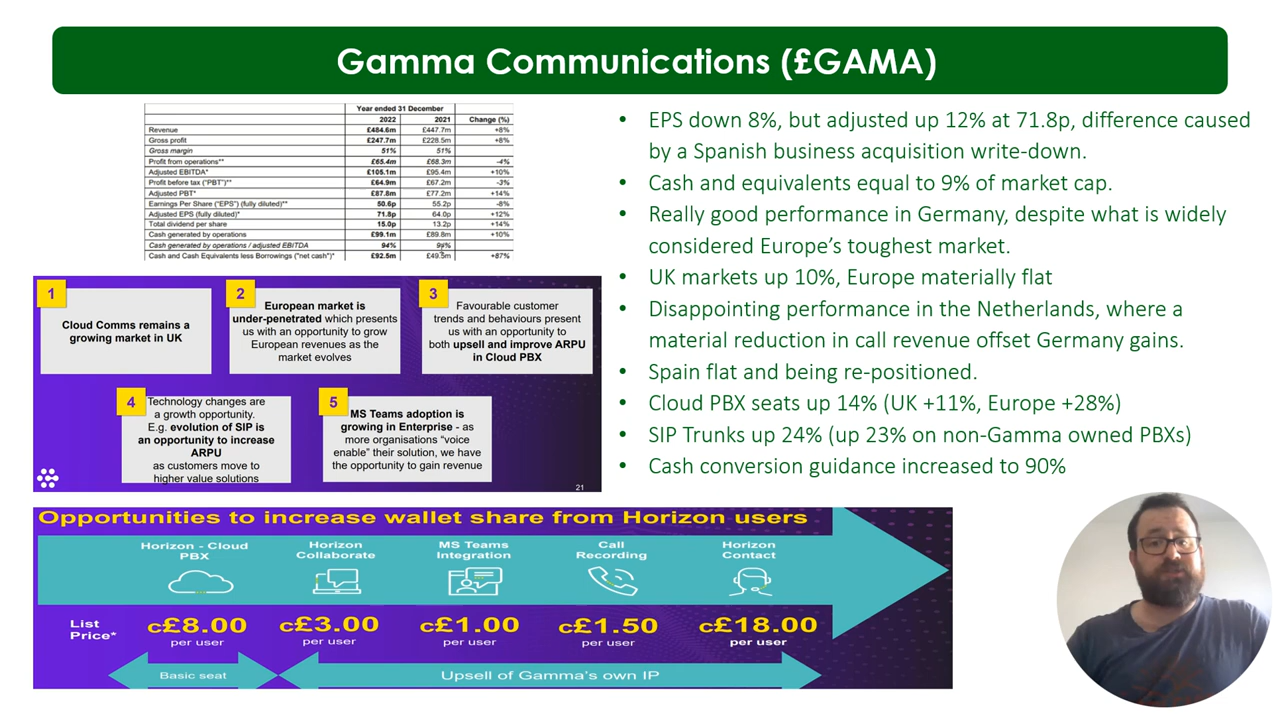 Gamma Communications (£GAMA)
Year ended 31 December
2022 2021 Change (%)
Revenue £484.6m £447.7m +8%
Gross profit £247.7m £228.5m +8%
Gross margin 51% 51%
Profit from operations** £65.4m £68.3m -4%
Adjusted EBITDA* £105.1m £95.4m +10%
Profit before tax ("PBT")** £64.9m £67.2m -3%
Adjusted PBT* £87.8m £77.2m +14%
Earnings Per Share ("EPS") (fully diluted)** 50.6p 55.2p -8%
Adjusted EPS (fully diluted)* 71.8p 64.0p +12%
Total dividend per share 15.0p 13.2p +14%
Cash generated by operations £99.1m £89.8m +10%
Cash generated by operations / adjusted EBITDA 94% 94%
Cash and Cash Equivalents less Borrowings ("net cash")* £92.5m £49.5m +87%
1
Cloud Comms remains a
growing market in UK
2
European market is
under-penetrated which presents
us with an opportunity to grow
European revenues as the
market evolves
3
Favourable customer
trends and behaviours present
us with an opportunity to
both upsell and improve ARPU
in Cloud PBX
4
Technology changes are
a growth opportunity.
E.g. evolution of SIP is
an opportunity to increase
ARPU
as customers move to
higher value solutions
5
MS Teams adoption is
growing in Enterprise - as
more organisations "voice
enable" their solution, we have
the opportunity to gain revenue
21
• EPS down 8%, but adjusted up 12% at 71.8p, difference caused
by a Spanish business acquisition write-down.
• Cash and equivalents equal to 9% of market cap.
• Really good performance in Germany, despite what is widely
considered Europe's toughest market.
• UK markets up 10%, Europe materially flat
• Disappointing performance in the Netherlands, where a
material reduction in call revenue offset Germany gains.
• Spain flat and being re-positioned.
• Cloud PBX seats up 14% (UK +11%, Europe +28%)
• SIP Trunks up 24% (up 23% on non-Gamma owned PBXs)
• Cash conversion guidance increased to 90%
Opportunities to increase wallet share from Horizon users
Horizon - Cloud
PBX
Horizon
Collaborate
MS Teams
Integration
Call
Recording
Horizon
Contact
List
Price*
c£8.00
per user
c£3.00
per user
c£1.00
per user
c£1.50
per user
c£18.00
per user
Basic seat
Upsell of Gamma's own IP